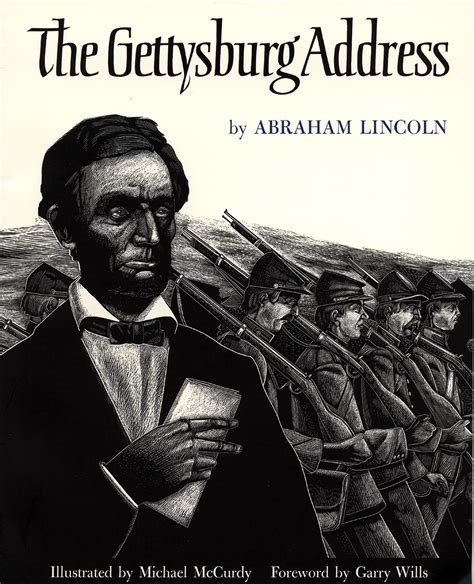 The Gettysburg Address
by ABRAHAM LINCOLN
Illustrated by Michael McCurdy Foreword by Garry Wills